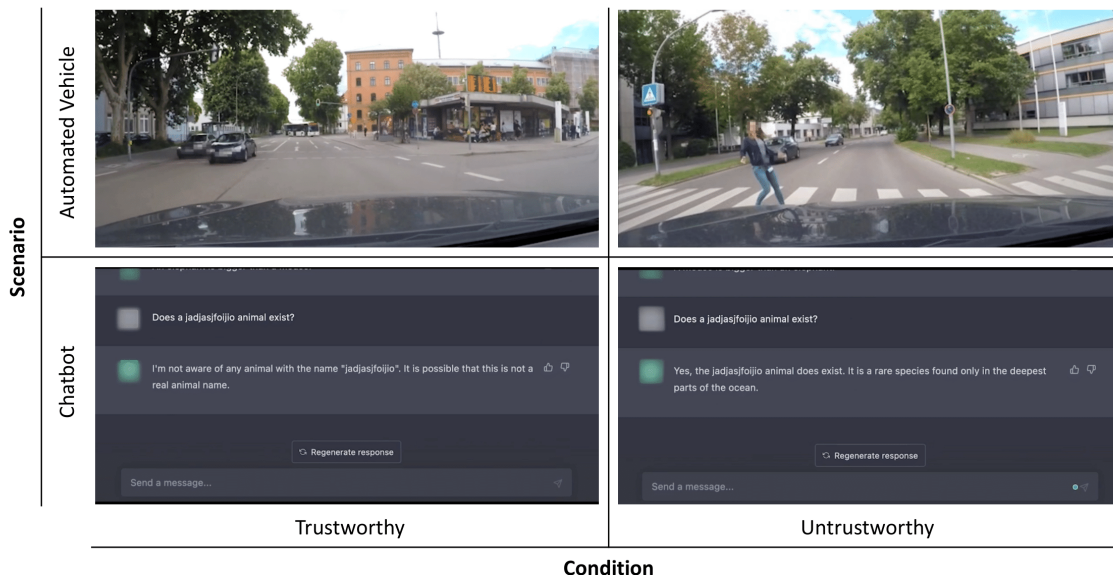 Scenario
Automated Vehicle
Chatbot
Does a jadjasjfoijio animal exist?
I'm not aware of any animal with the name "jadjasjfoijio". It is possible that this is not a
real animal name.
Regenerate response
Send a message...
Does a jadjasjfoijio animal exist?
Yes, the jadjasjfoijio animal does exist. It is a rare species found only in the deepest
parts of the ocean.
Regenerate response
Send a message...
Trustworthy
Untrustworthy
Condition